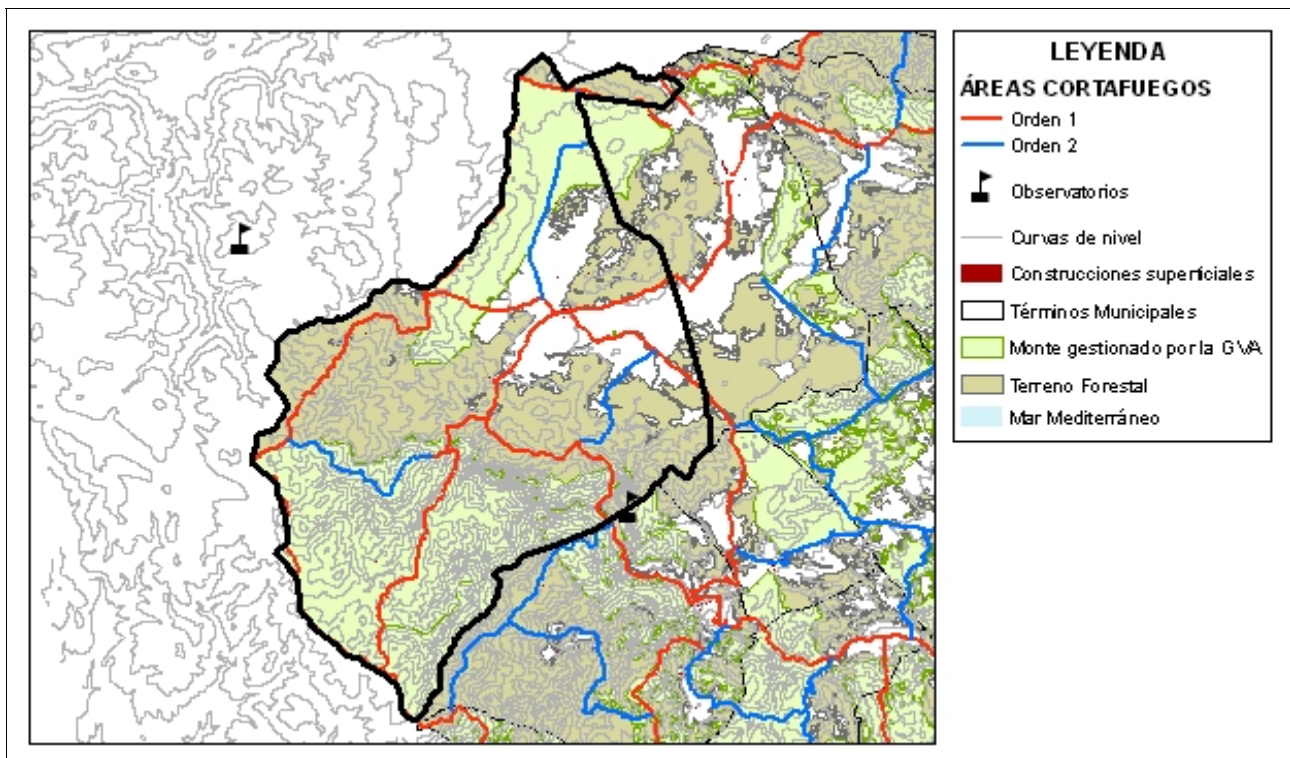 LEYENDA
ÁREAS CORTAFUEGOS
Orden 1
Orden 2
Observatorios
Curvas de nivel
Construcciones superficiales
Términos Municipales
Monte gestionado por la GVA
Terreno Forestal
Mar Mediterráneo